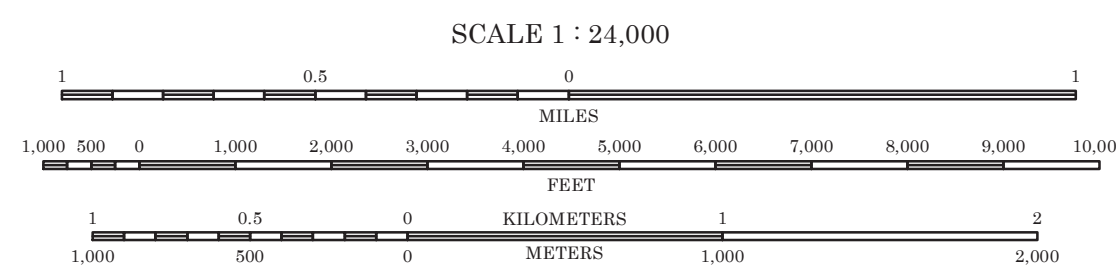 SCALE 1 : 24,000
1 0.5 0 1
MILES
1,000 500 0 1,000 2,000 3,000 4,000 5,000 6,000 7,000 8,000 9,000 10,00
FEET
1 0.5 0 KILOMETERS 1 2
1,000 500 0 METERS 1,000 2,000